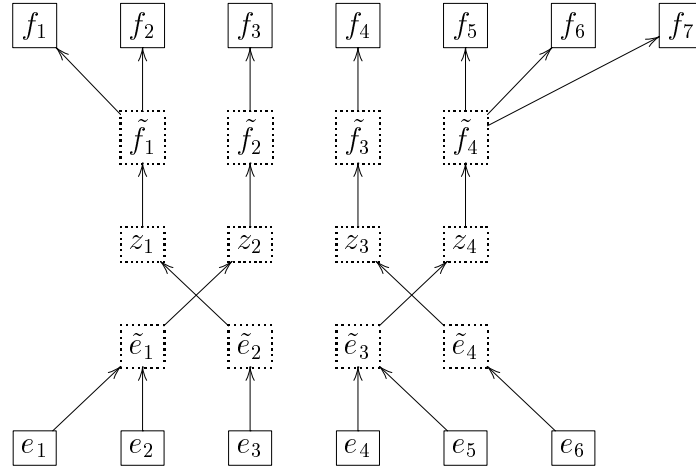 f₁ f₂ f₃ f₄ f₅ f₆ f₇
f̃₁ f̃₂ f̃₃ f̃₄
z₁ z₂ z₃ z₄
ẽ₁ ẽ₂ ẽ₃ ẽ₄
e₁ e₂ e₃ e₄ e₅ e₆